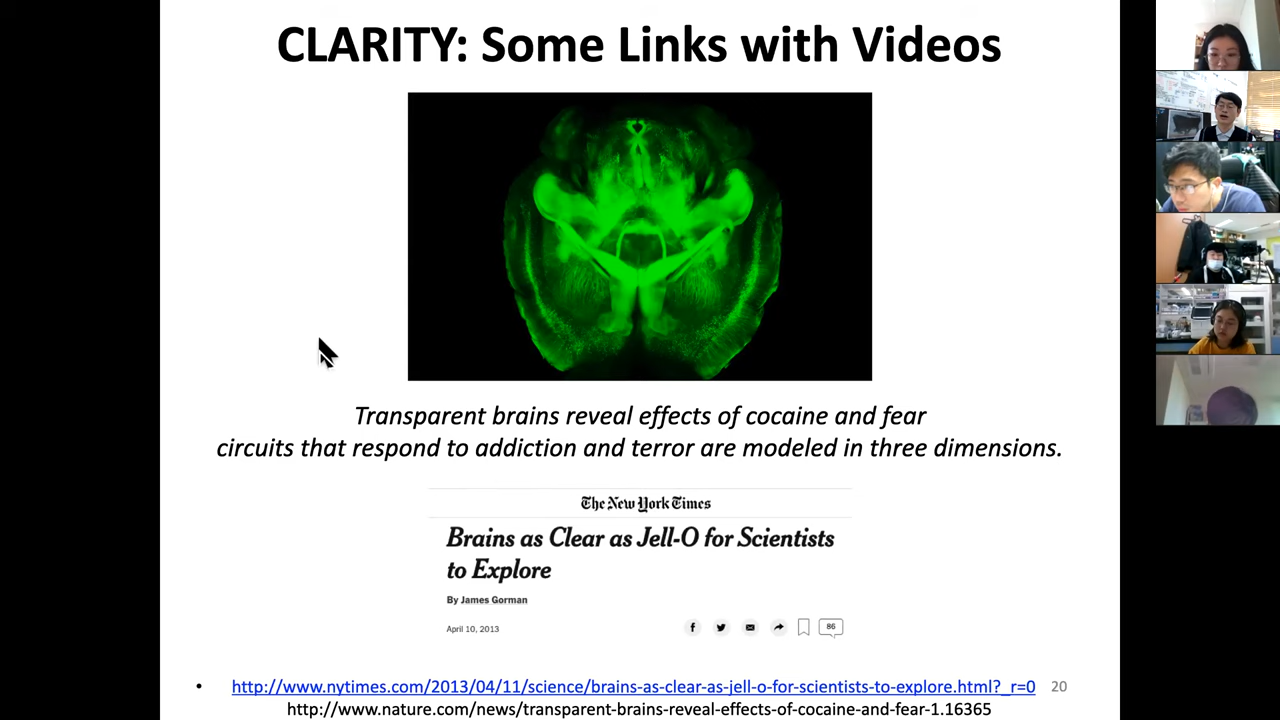 CLARITY: Some Links with Videos
Transparent brains reveal effects of cocaine and fear
circuits that respond to addiction and terror are modeled in three dimensions.
The New York Times
Brains as Clear as Jell-O for Scientists
to Explore
By James Gorman
April 10, 2013
86
• http://www.nytimes.com/2013/04/11/science/brains-as-clear-as-jell-o-for-scientists-to-explore.html?_r=0
20
http://www.nature.com/news/transparent-brains-reveal-effects-of-cocaine-and-fear-1.16365